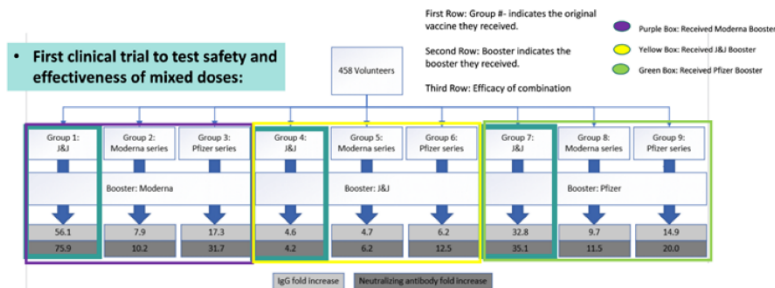 First Row: Group #- indicates the original
vaccine they received.
Second Row: Booster indicates the
booster they received.
Third Row: Efficacy of combination
Purple Box: Received Moderna Booster
Yellow Box: Received J&J Booster
Green Box: Received Pfizer Booster
• First clinical trial to test safety and
effectiveness of mixed doses:
458 Volunteers
Group 1:
J&J
Group 2:
Moderna series
Group 3:
Pfizer series
Group 4:
J&J
Group 5:
Moderna series
Group 6:
Pfizer series
Group 7:
J&J
Group 8:
Moderna series
Group 9:
Pfizer series
Booster: Moderna
Booster: J&J
Booster: Pfizer
56.1 7.9 17.3 4.6 4.7 6.2 32.8 9.7 14.9
75.9 10.2 31.7 4.2 6.2 12.5 35.1 11.5 20.0
IgG fold increase
Neutralizing antibody fold increase